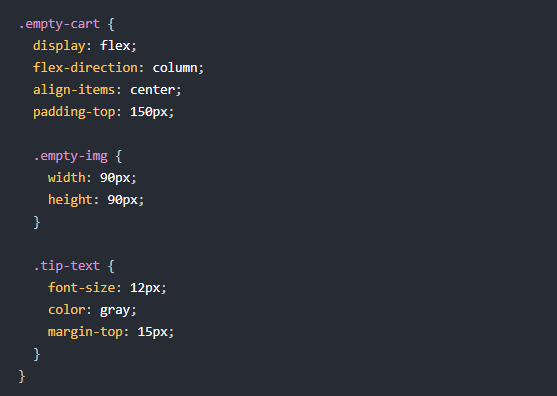 .empty-cart {
  display: flex;
  flex-direction: column;
  align-items: center;
  padding-top: 150px;

  .empty-img {
    width: 90px;
    height: 90px;
  }

  .tip-text {
    font-size: 12px;
    color: gray;
    margin-top: 15px;
  }
}